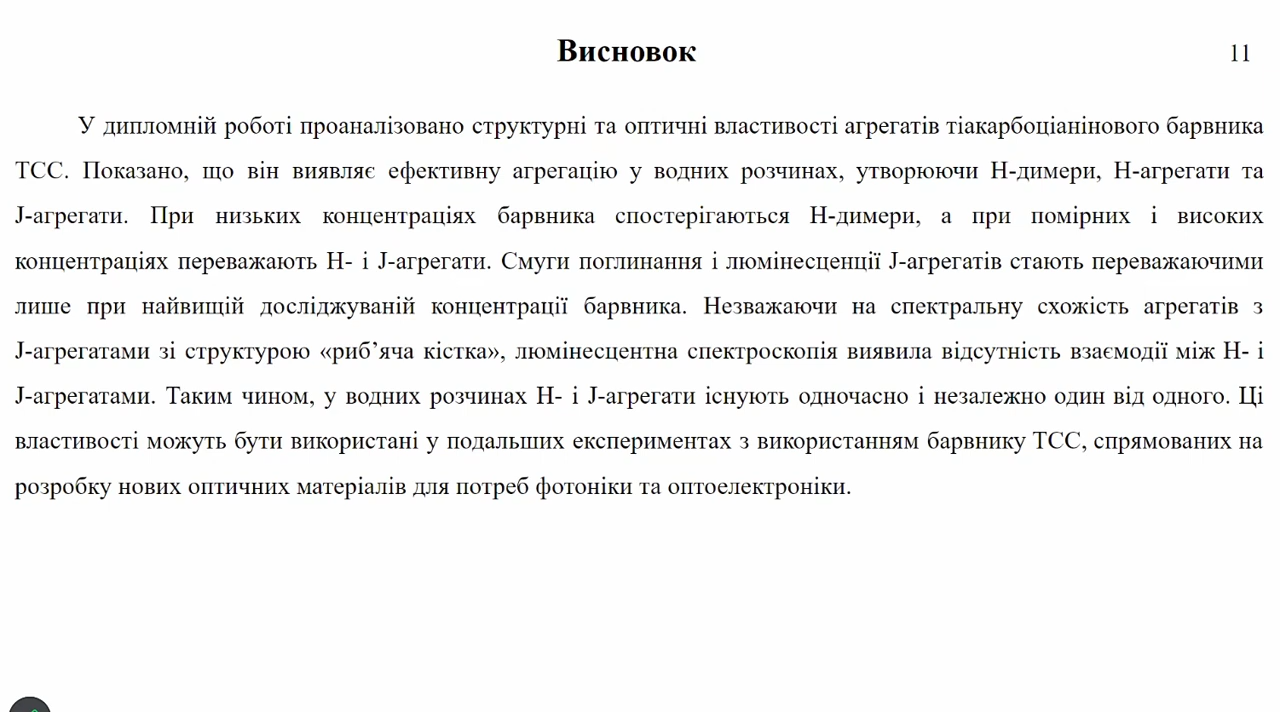 Висновок
11
У дипломній роботі проаналізовано структурні та оптичні властивості агрегатів тіакарбоціанінового барвника
ТСС. Показано, що він виявляє ефективну агрегацію у водних розчинах, утворюючи Н-димери, Н-агрегати та
J-агрегати. При низьких концентраціях барвника спостерігаються Н-димери, а при помірних і високих
концентраціях переважають Н- і J-агрегати. Смуги поглинання і люмінесценції J-агрегатів стають переважаючими
лише при найвищій досліджуваній концентрації барвника. Незважаючи на спектральну схожість агрегатів з
J-агрегатами зі структурою «риб’яча кістка», люмінесцентна спектроскопія виявила відсутність взаємодії між Н- і
J-агрегатами. Таким чином, у водних розчинах Н- і J-агрегати існують одночасно і незалежно один від одного. Ці
властивості можуть бути використані у подальших експериментах з використанням барвнику ТСС, спрямованих на
розробку нових оптичних матеріалів для потреб фотоніки та оптоелектроніки.